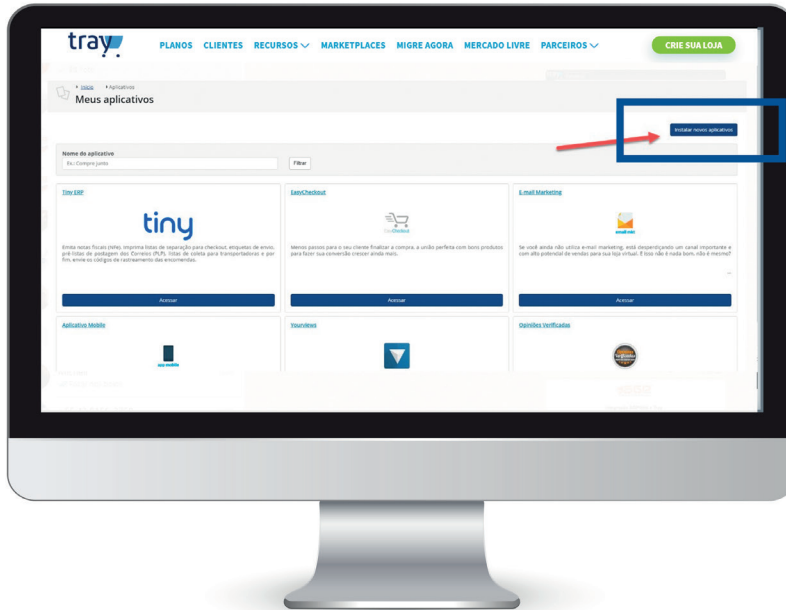 tray
PLANOS CLIENTES RECURSOS MARKETPLACES MIGRE AGORA MERCADO LIVRE PARCEIROS CRIE SUA LOJA
Início Aplicativos
Meus aplicativos
Instalar novos aplicativos
Nome do aplicativo
Ex.: Compre junto Filtrar
Tiny ERP
tiny
Emita notas fiscais (NFe), imprima listas de separação para checkout, etiquetas de envio,
pré-listas de postagem dos Correios (PLP), listas de coleta para transportadoras e por
fim, envie os códigos de rastreamento das encomendas.
Acessar
EasyCheckout
EasyCheckout
Menos passos para o seu cliente finalizar a compra, a união perfeita com bons produtos
para fazer sua conversão crescer ainda mais.
Acessar
E-mail Marketing
Se você ainda não utiliza e-mail marketing, está desperdiçando um canal importante e
com alto potencial de vendas para sua loja virtual. E isso não é nada bom, não é mesmo?
...
Acessar
Aplicativo Mobile
Yourviews
Opiniões Verificadas